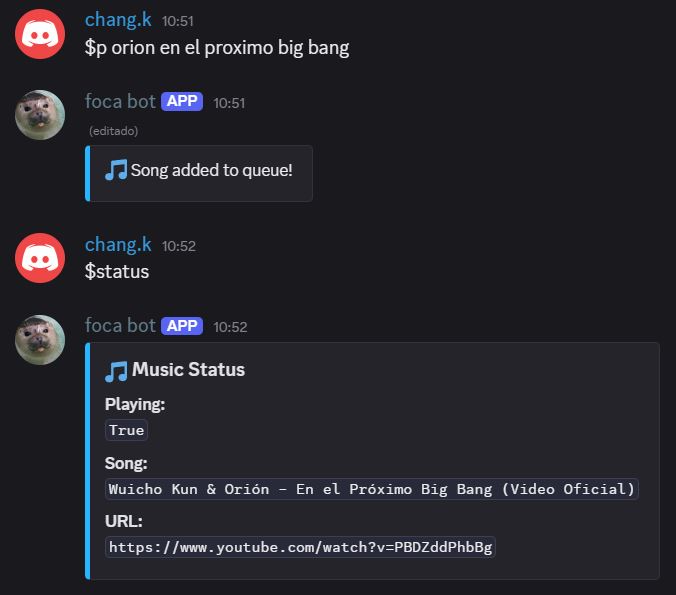 chang.k 10:51
$p orion en el proximo big bang
foca bot APP 10:51
(editado)
Song added to queue!
chang.k 10:52
$status
foca bot APP 10:52
Music Status
Playing:
True
Song:
Wuicho Kun & Orión - En el Próximo Big Bang (Video Oficial)
URL:
https://www.youtube.com/watch?v=PBDZddPhbBg